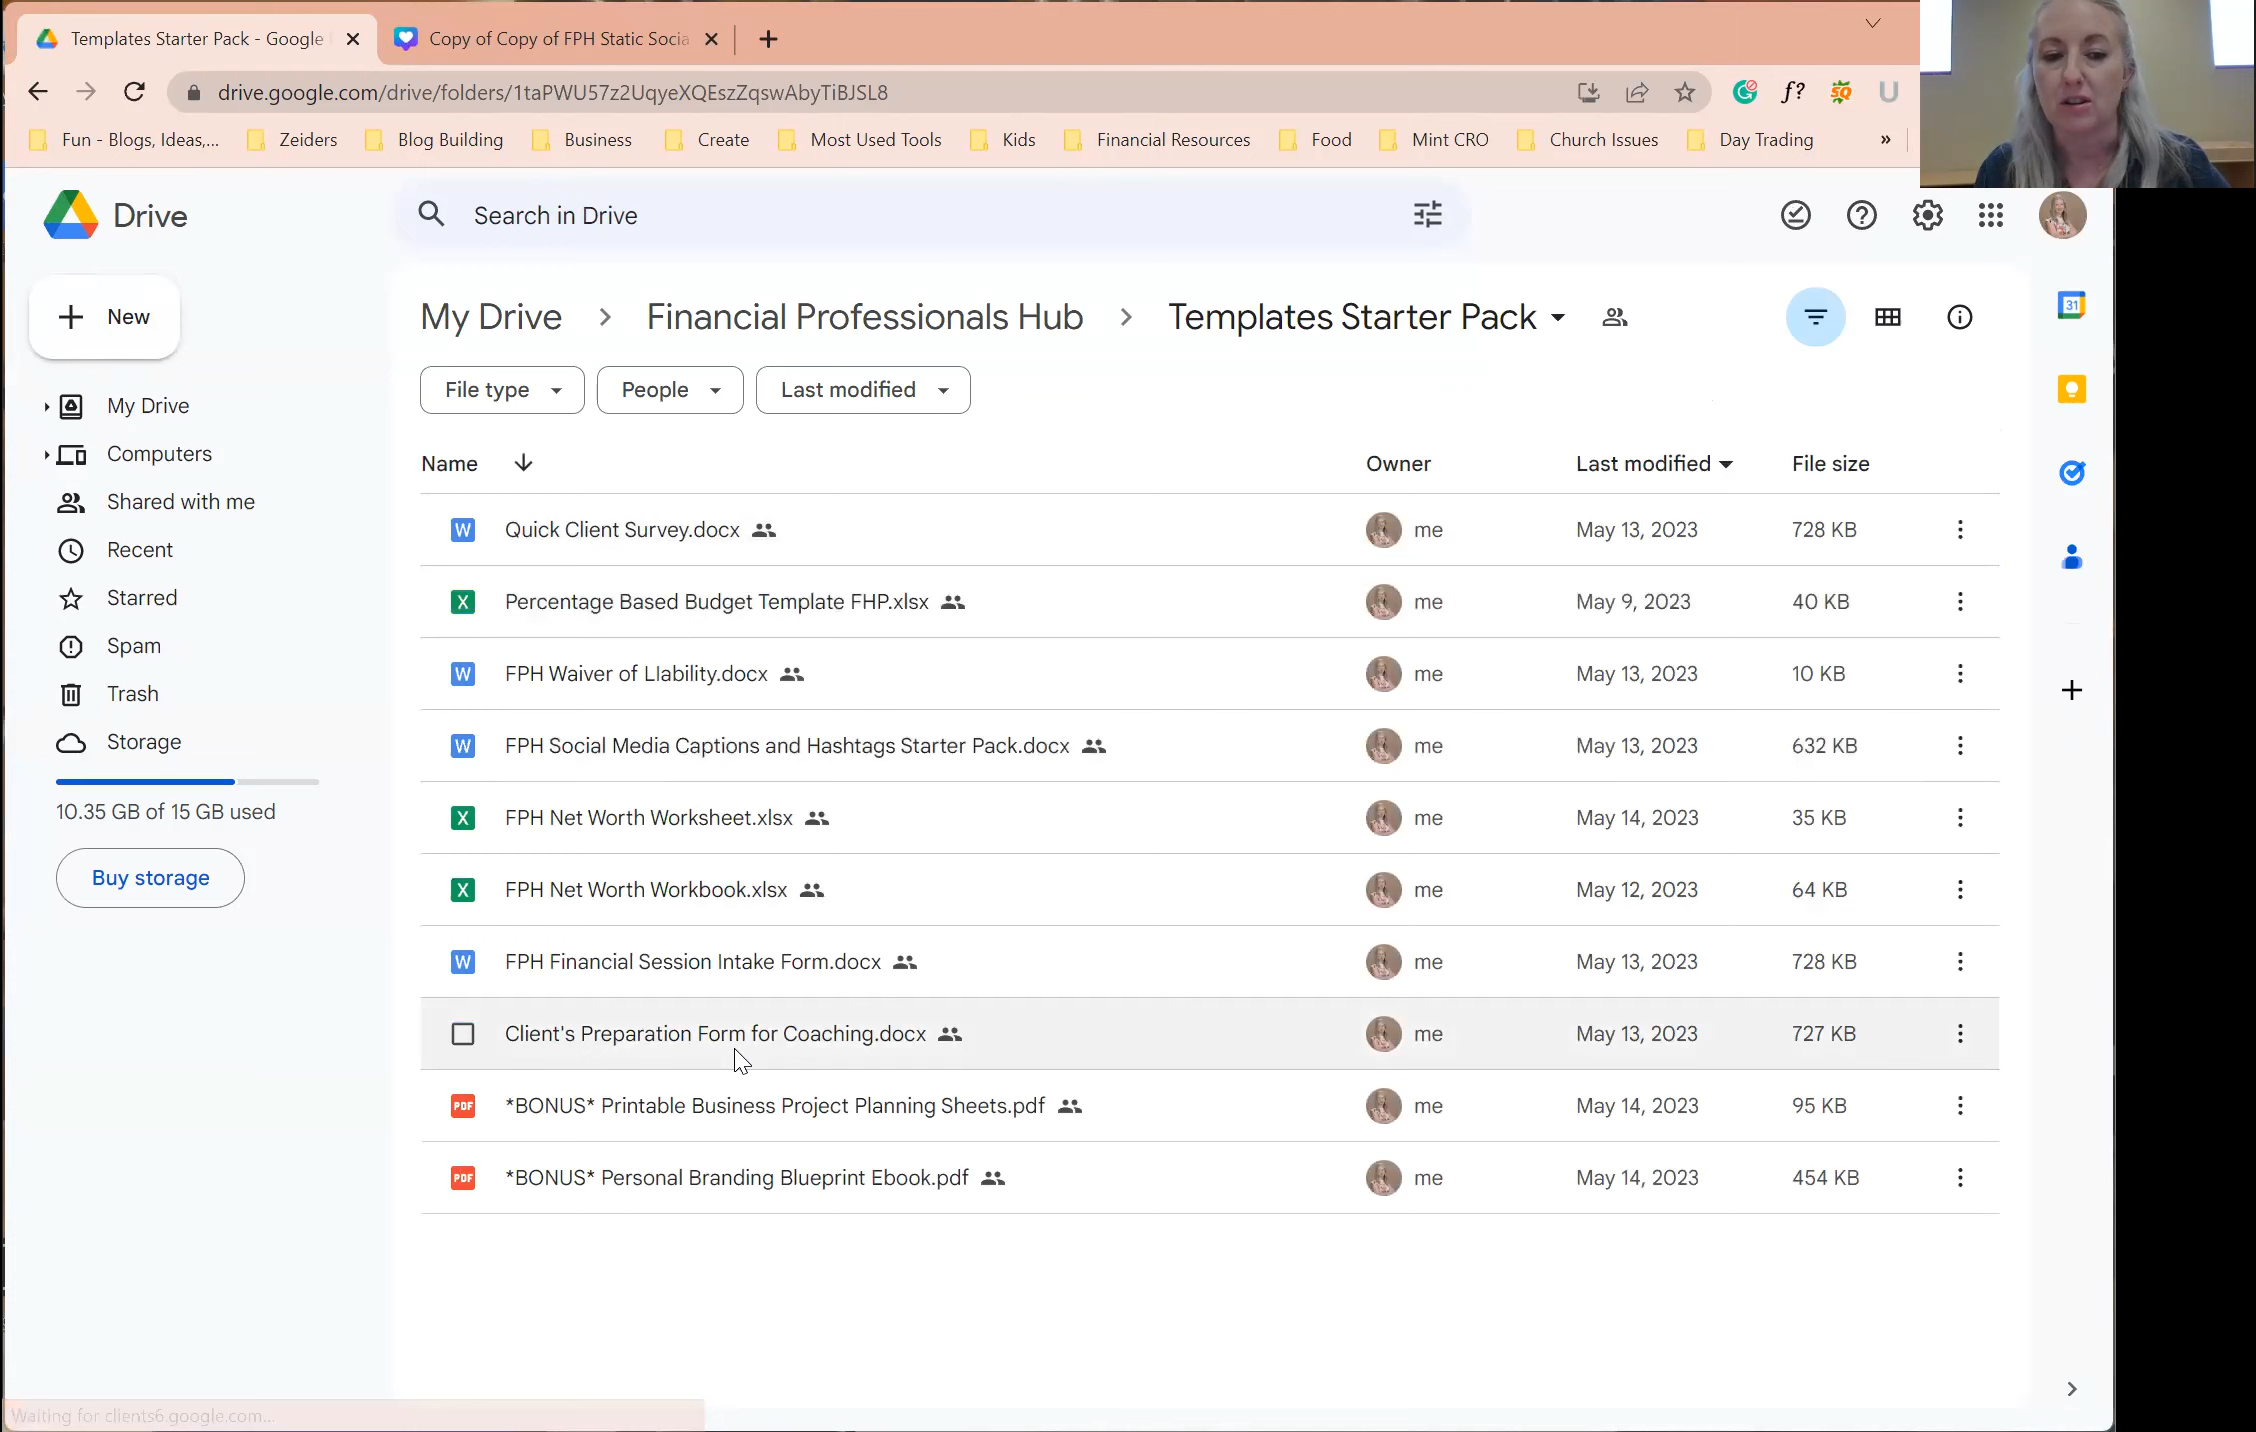 Templates Starter Pack - Google
Copy of Copy of FPH Static Socia
drive.google.com/drive/folders/1taPWU57z2UqyeXQEszZqswAbyTiBJSL8
f?
SQ
U
Fun - Blogs, Ideas,...
Zeiders
Blog Building
Business
Create
Most Used Tools
Kids
Financial Resources
Food
Mint CRO
Church Issues
Day Trading
»
Drive
Search in Drive
New
My Drive > Financial Professionals Hub > Templates Starter Pack
31
File type
People
Last modified
My Drive
Computers
Shared with me
Recent
Starred
Spam
Trash
Storage
10.35 GB of 15 GB used
Buy storage
Name Owner Last modified File size
W Quick Client Survey.docx me May 13, 2023 728 KB
X Percentage Based Budget Template FHP.xlsx me May 9, 2023 40 KB
W FPH Waiver of LIability.docx me May 13, 2023 10 KB
W FPH Social Media Captions and Hashtags Starter Pack.docx me May 13, 2023 632 KB
X FPH Net Worth Worksheet.xlsx me May 14, 2023 35 KB
X FPH Net Worth Workbook.xlsx me May 12, 2023 64 KB
W FPH Financial Session Intake Form.docx me May 13, 2023 728 KB
Client's Preparation Form for Coaching.docx me May 13, 2023 727 KB
PDF *BONUS* Printable Business Project Planning Sheets.pdf me May 14, 2023 95 KB
PDF *BONUS* Personal Branding Blueprint Ebook.pdf me May 14, 2023 454 KB
Waiting for clients6.google.com...